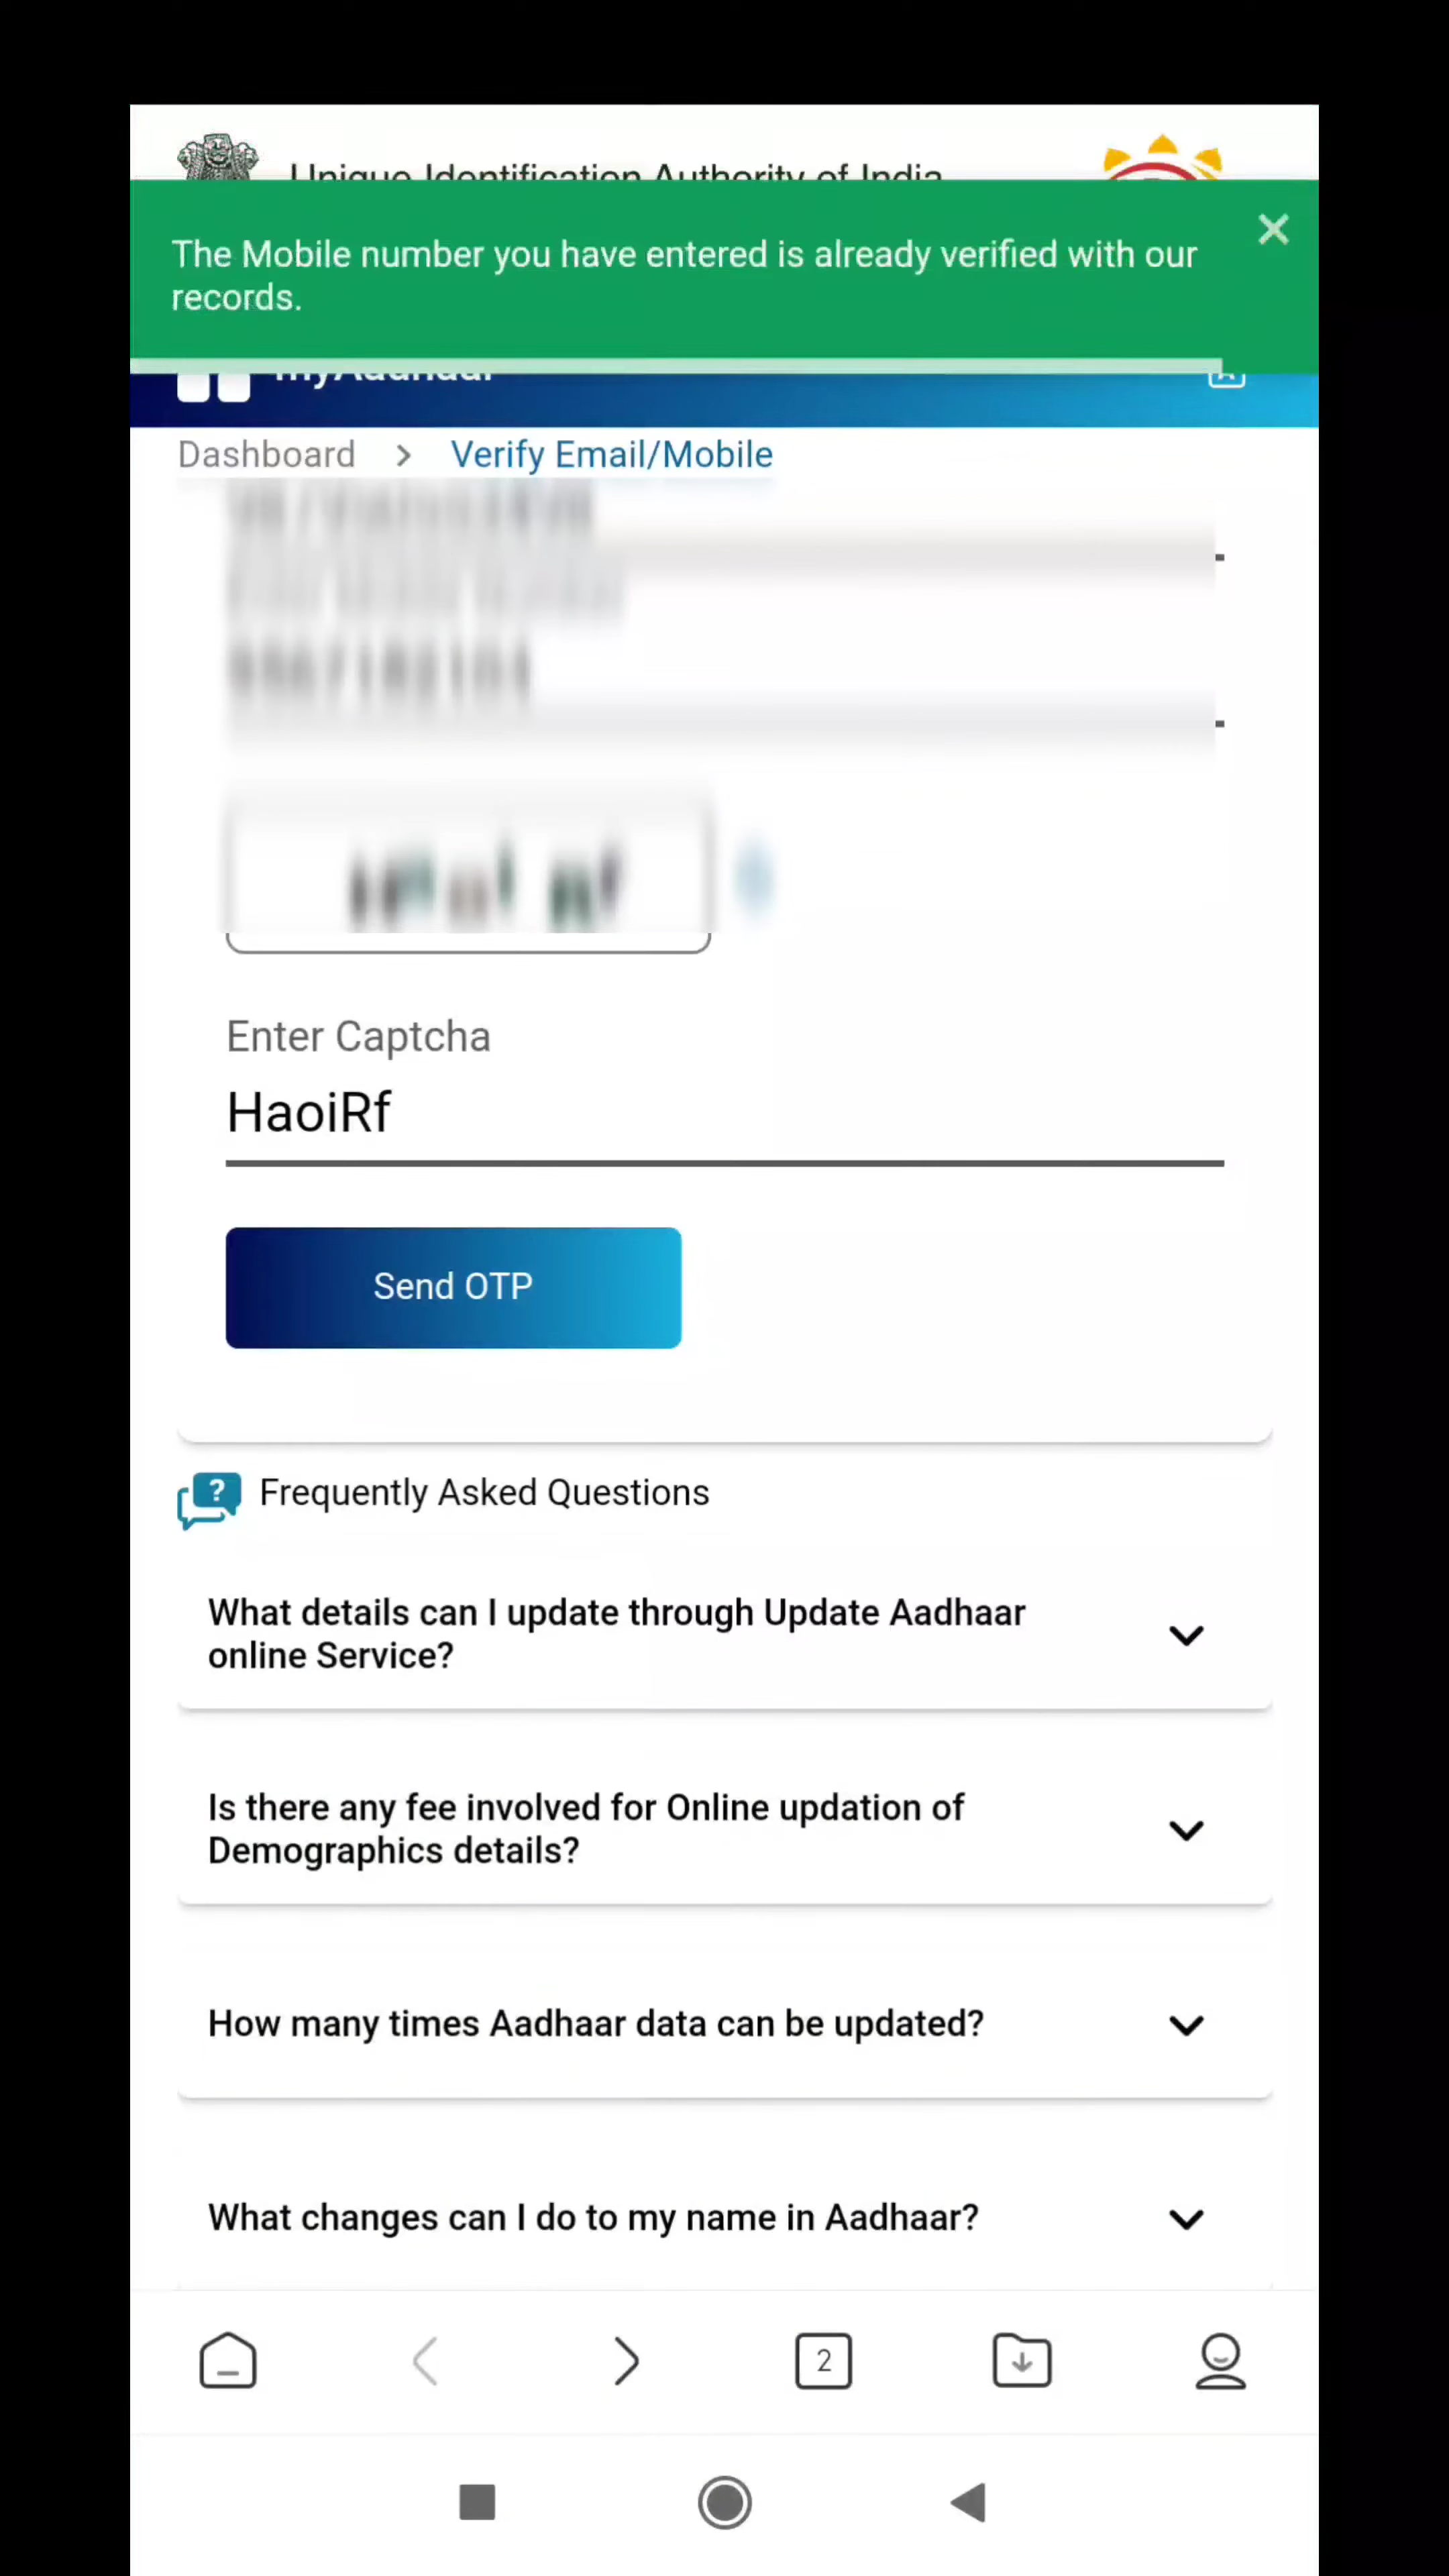 Unique Identification Authority of India
The Mobile number you have entered is already verified with our
records.
myAadhaar
Dashboard > Verify Email/Mobile
Enter Captcha
HaoiRf
Send OTP
? Frequently Asked Questions
What details can I update through Update Aadhaar
online Service?
Is there any fee involved for Online updation of
Demographics details?
How many times Aadhaar data can be updated?
What changes can I do to my name in Aadhaar?
2